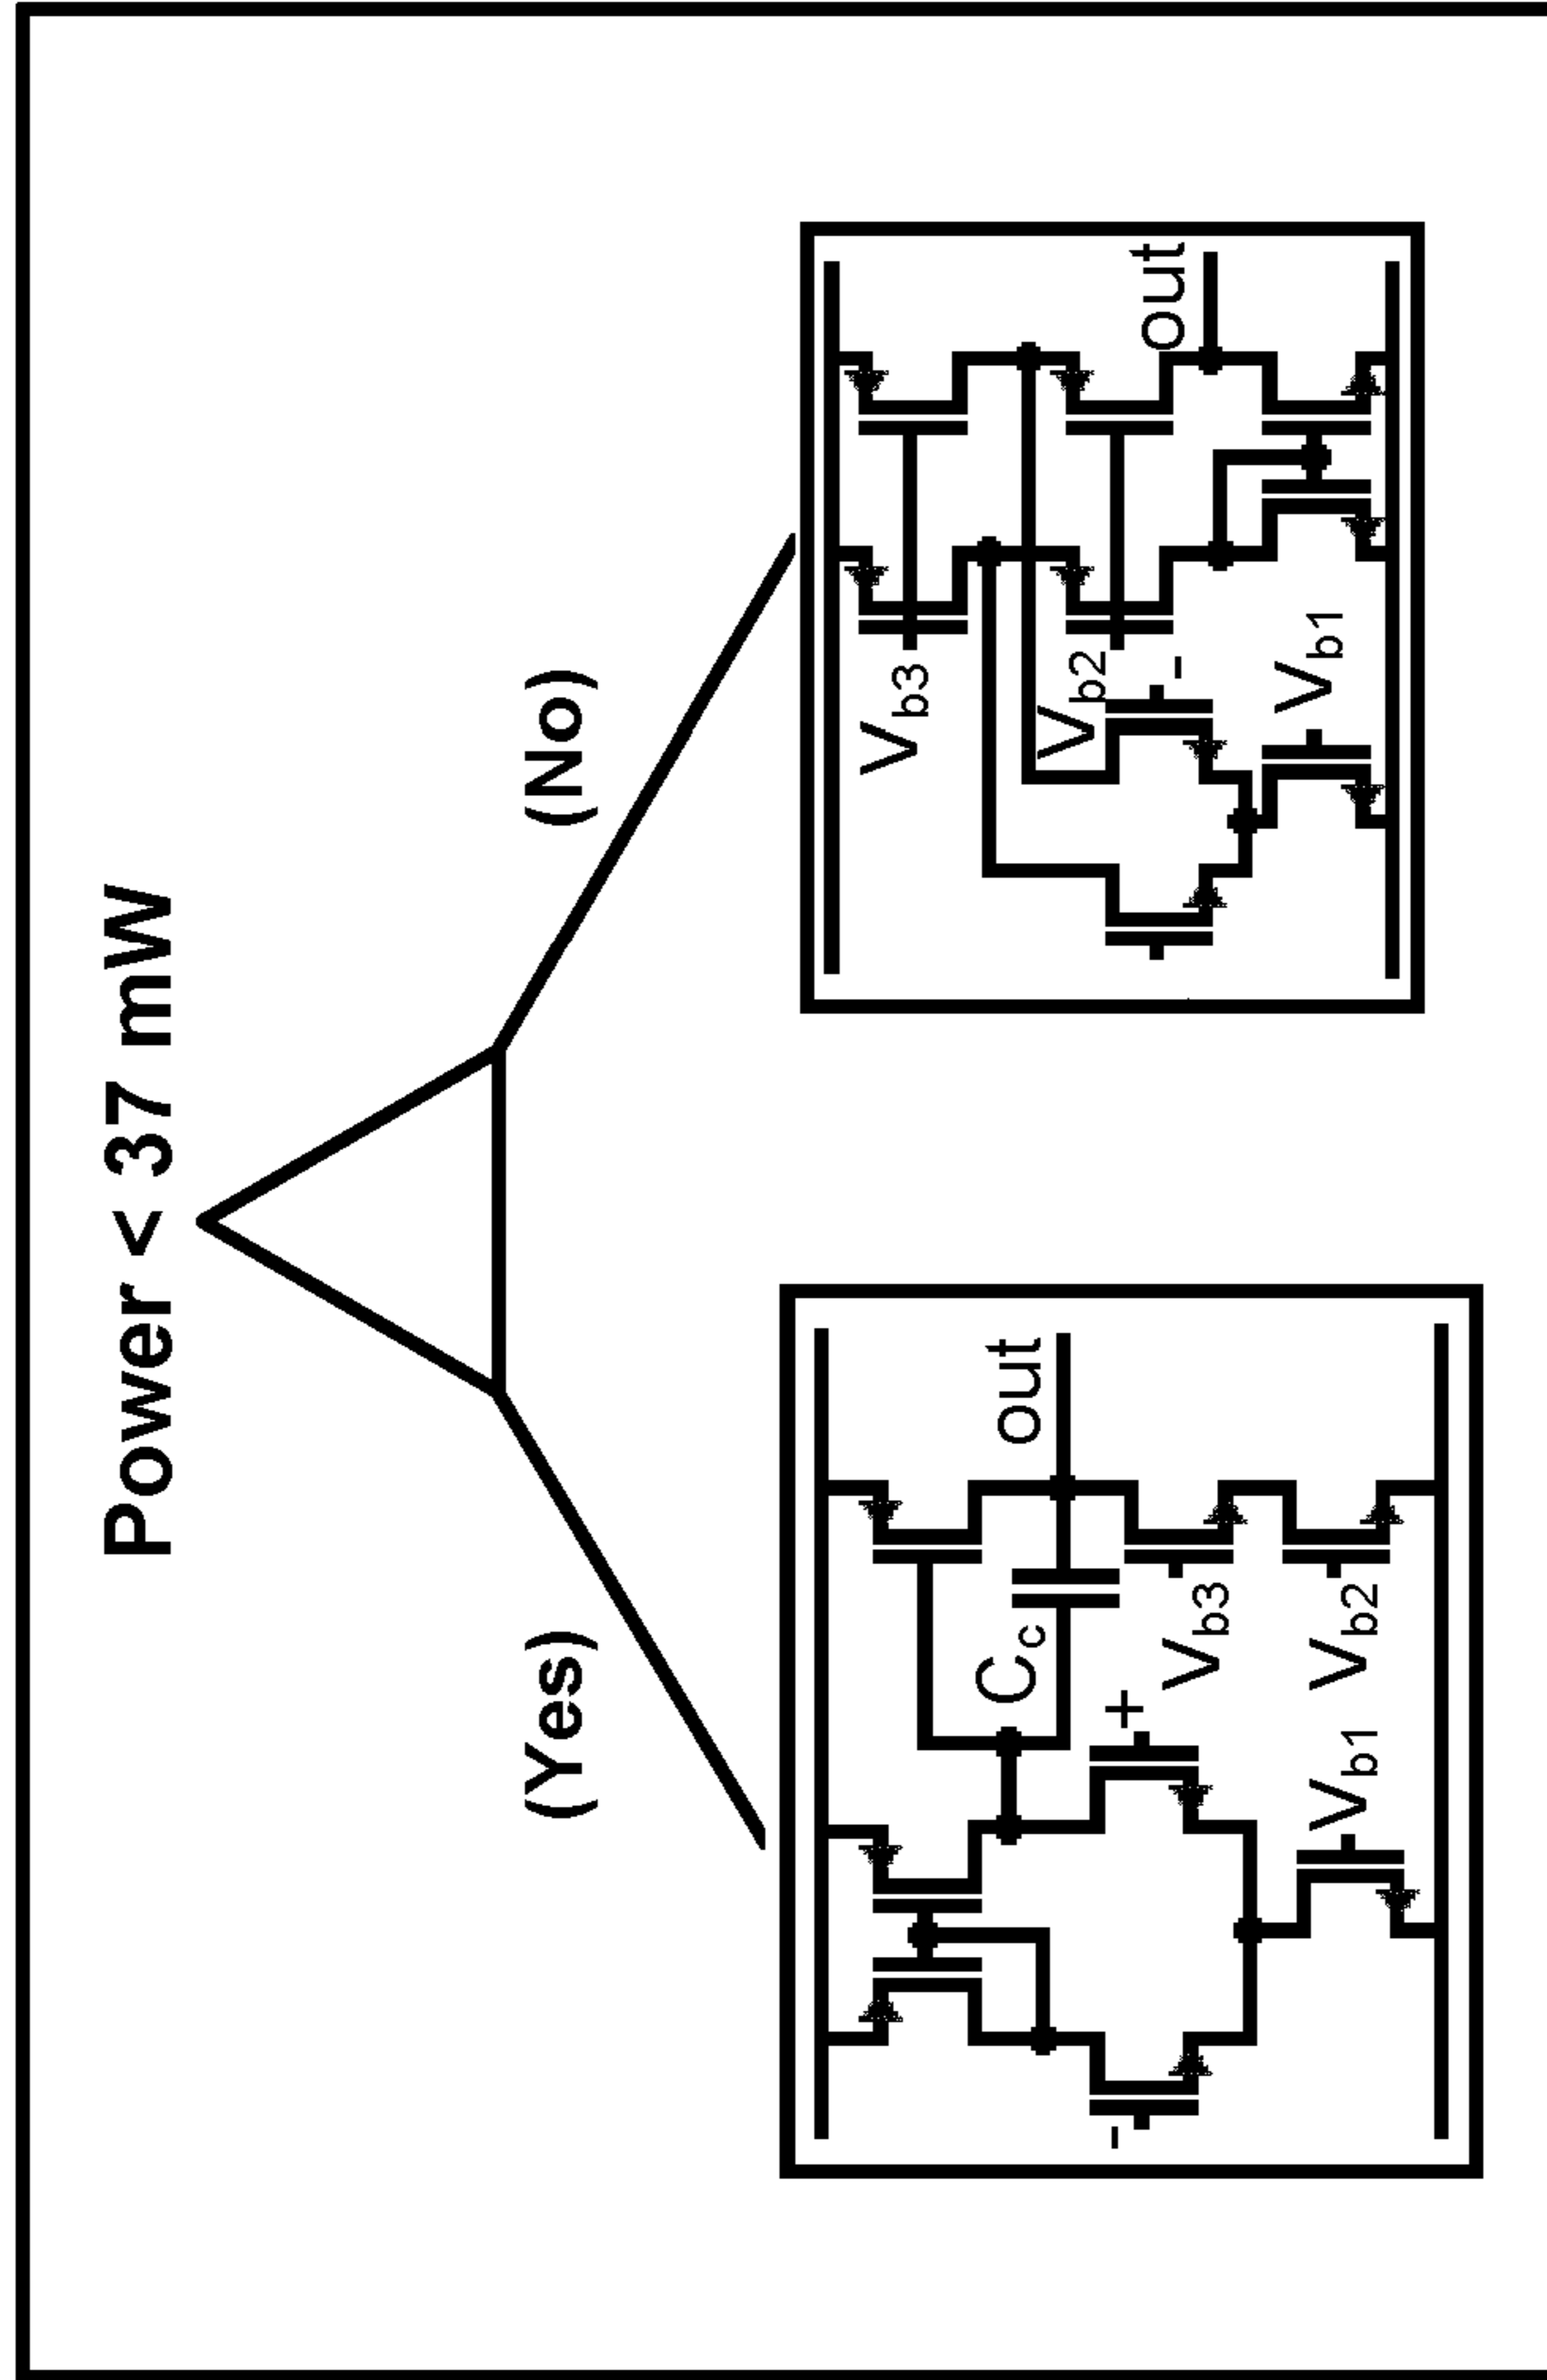 Power < 37 mW
(Yes)
(No)
-
+
Cc
out
Vb3
Vb1
Vb2
Vb3
Vb2
-
Vb1
out